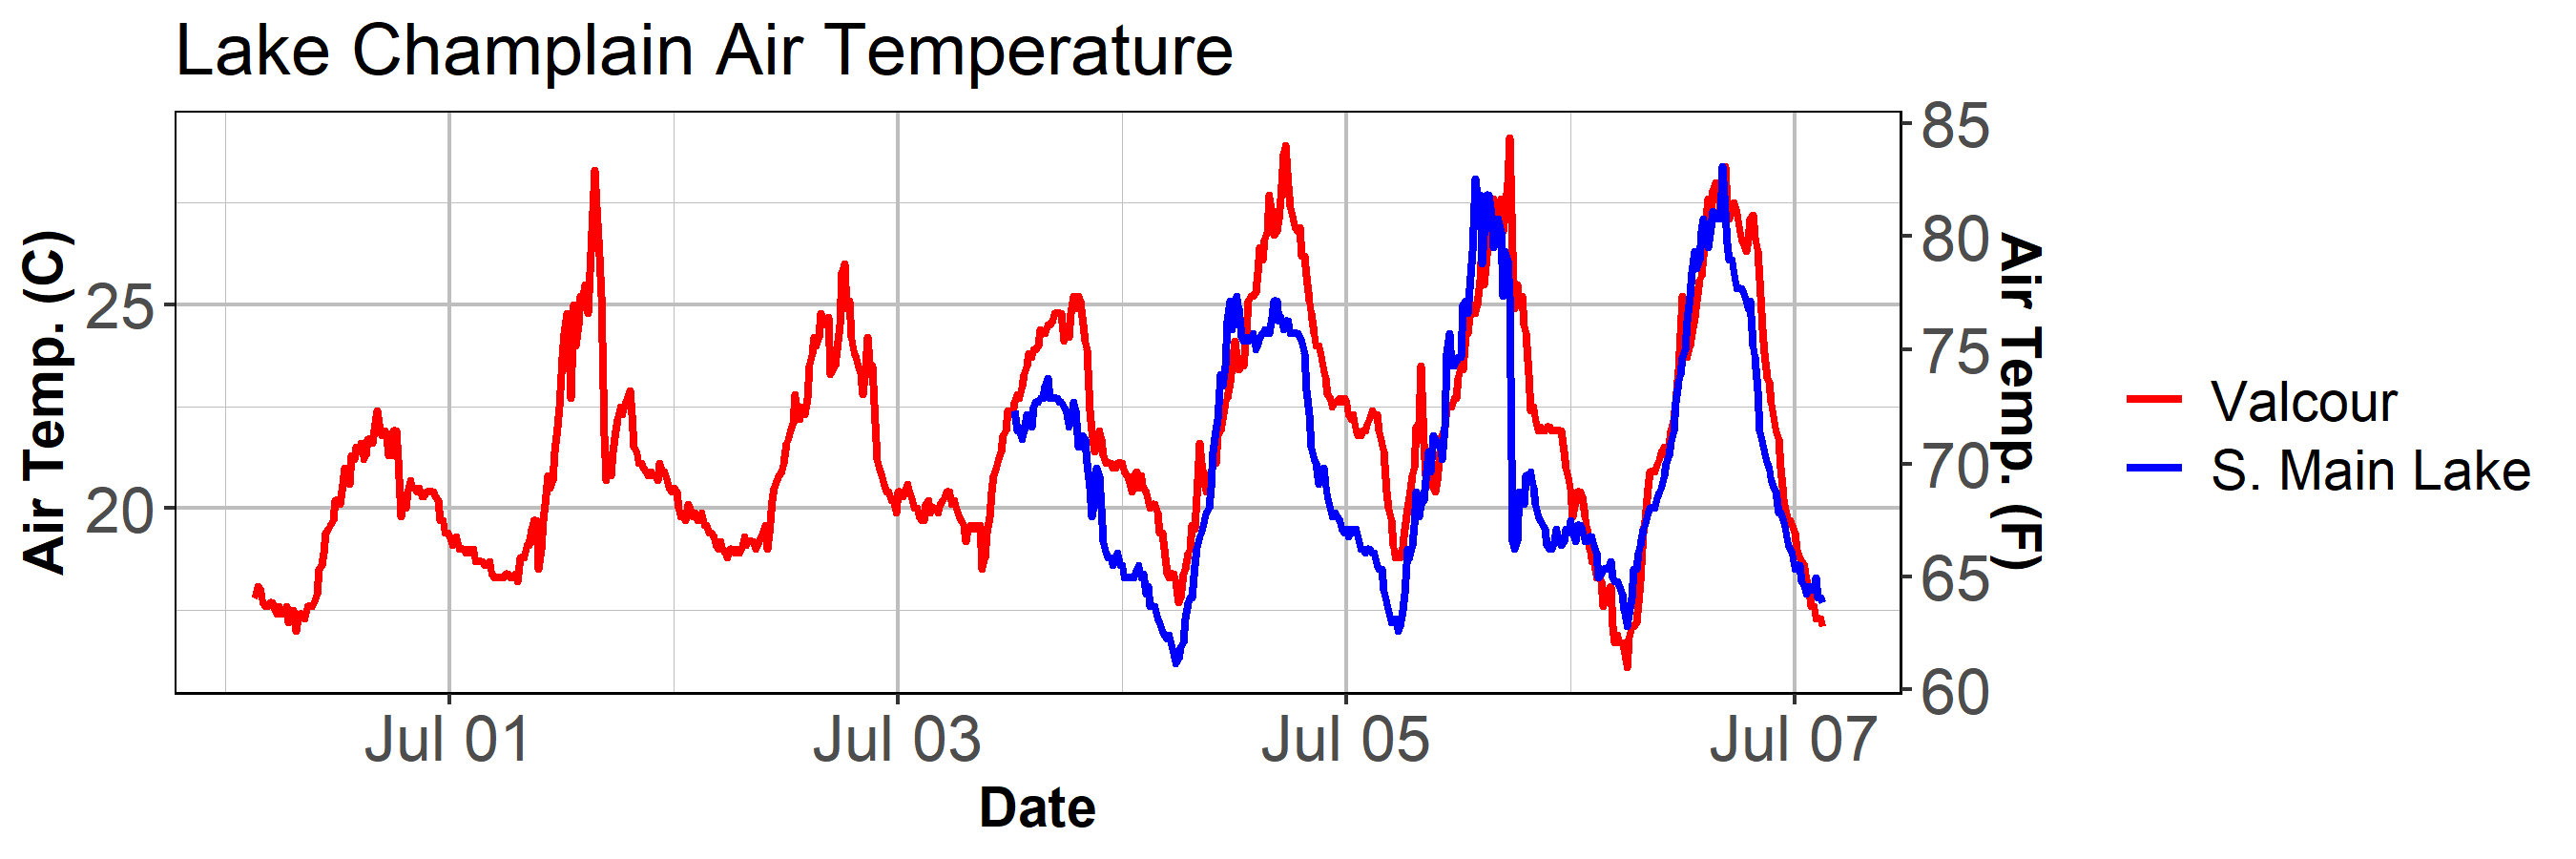 Lake Champlain Air Temperature
Air Temp. (C)
25
20
85
80
75
70
65
60
Air Temp. (F)
Jul 01
Jul 03
Jul 05
Jul 07
Date
Valcour
S. Main Lake